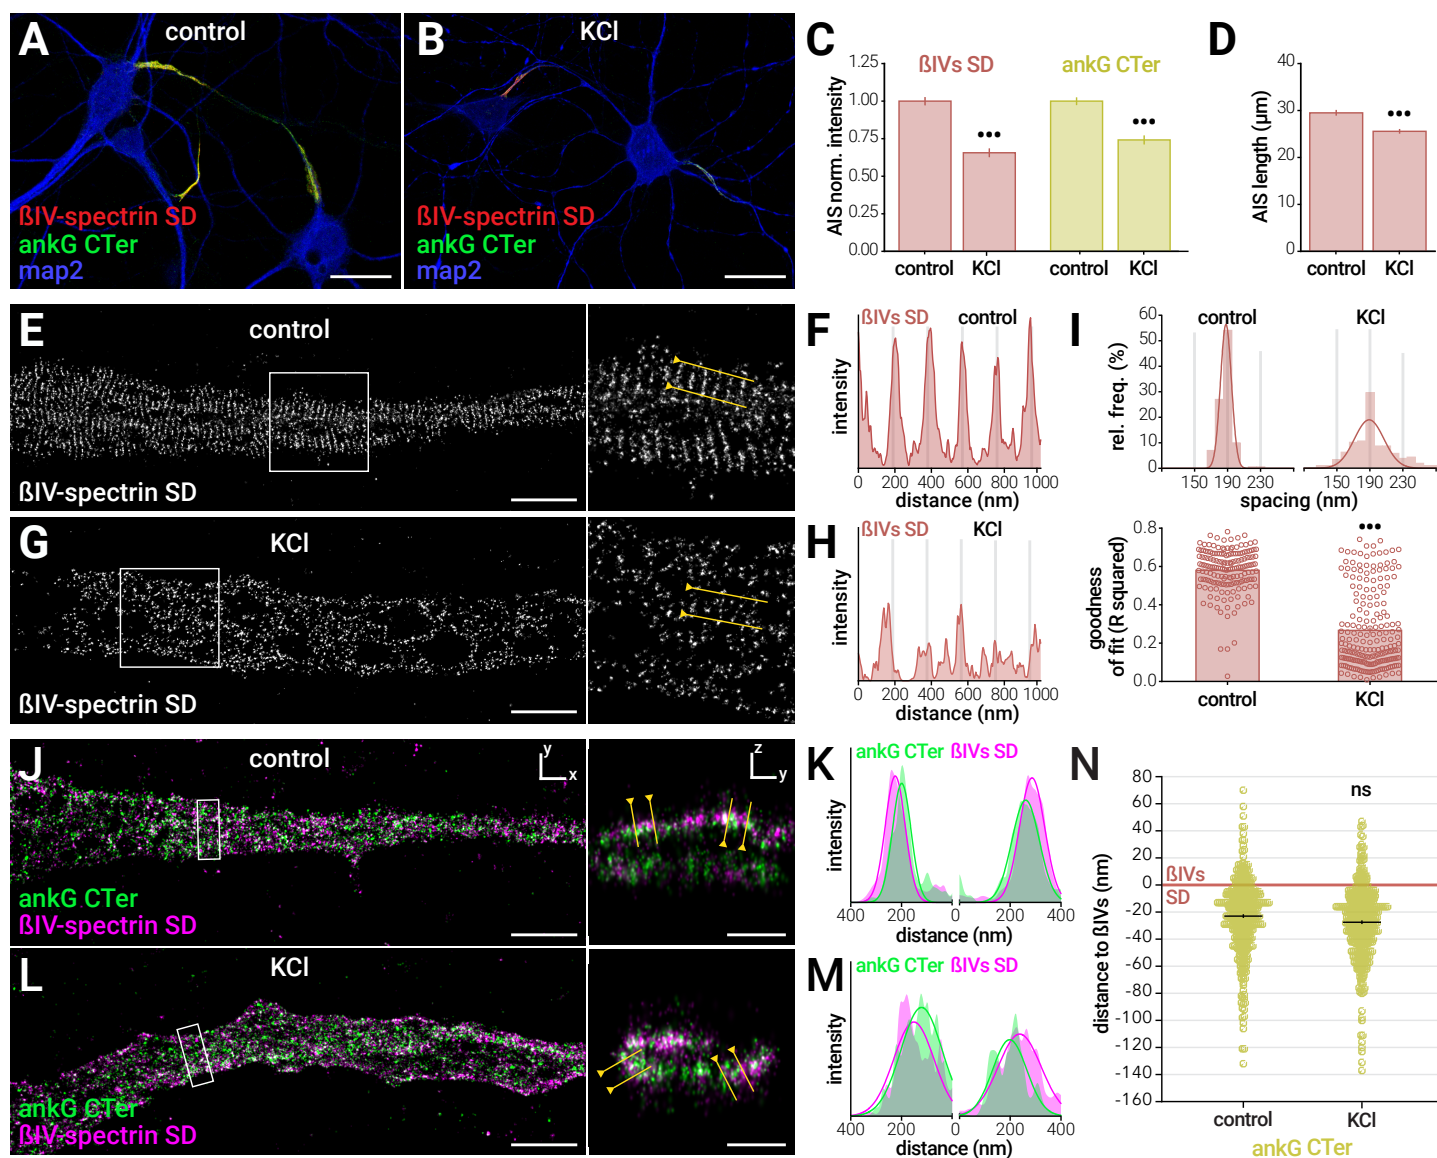 A
control
ßIV-spectrin SD
ankG CTer
map2
B
KCl
ßIV-spectrin SD
ankG CTer
map2
C
ßIVs SD
ankG CTer
AIS norm. intensity
1.25
1.00
0.75
0.50
0.25
0.00
control
KCl
control
KCl
D
AIS length (µm)
40
30
20
10
0
control
KCl
E
control
ßIV-spectrin SD
F
ßIVs SD
control
intensity
0
200
400
600
800
1000
distance (nm)
G
KCl
ßIV-spectrin SD
H
ßIVs SD
KCl
intensity
0
200
400
600
800
1000
distance (nm)
I
control
KCl
rel. freq. (%)
60
50
40
30
20
10
0
150
190
230
150
190
230
spacing (nm)
goodness
of fit (R squared)
0.8
0.6
0.4
0.2
0.0
control
KCl
J
control
y
x
z
y
ankG CTer
ßIV-spectrin SD
K
ankG CTer ßIVs SD
intensity
400
200
0
200
400
distance (nm)
L
KCl
ankG CTer
ßIV-spectrin SD
M
ankG CTer ßIVs SD
intensity
400
200
0
200
400
distance (nm)
N
ns
distance to ßIVs (nm)
80
60
40
20
0
-20
-40
-60
-80
-100
-120
-140
-160
ßIVs
SD
control
KCl
ankG CTer